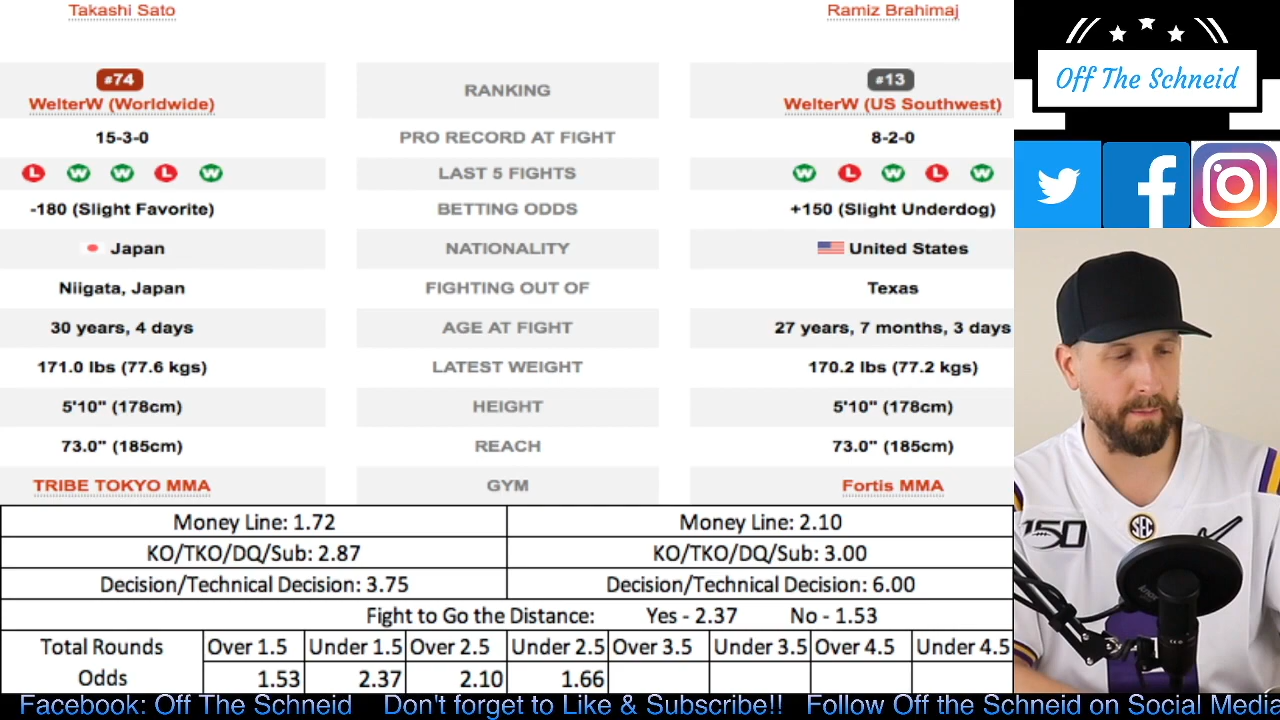 Takashi Sato Ramiz Brahimaj
#74 RANKING #13
WelterW (Worldwide) WelterW (US Southwest)
15-3-0 PRO RECORD AT FIGHT 8-2-0
L W W L W LAST 5 FIGHTS W L W L W
-180 (Slight Favorite) BETTING ODDS +150 (Slight Underdog)
Japan NATIONALITY United States
Niigata, Japan FIGHTING OUT OF Texas
30 years, 4 days AGE AT FIGHT 27 years, 7 months, 3 days
171.0 lbs (77.6 kgs) LATEST WEIGHT 170.2 lbs (77.2 kgs)
5'10" (178cm) HEIGHT 5'10" (178cm)
73.0" (185cm) REACH 73.0" (185cm)
TRIBE TOKYO MMA GYM Fortis MMA
Money Line: 1.72 Money Line: 2.10
KO/TKO/DQ/Sub: 2.87 KO/TKO/DQ/Sub: 3.00
Decision/Technical Decision: 3.75 Decision/Technical Decision: 6.00
Fight to Go the Distance: Yes - 2.37 No - 1.53
Total Rounds Over 1.5 Under 1.5 Over 2.5 Under 2.5 Over 3.5 Under 3.5 Over 4.5 Under 4.5
Odds 1.53 2.37 2.10 1.66
Off The Schneid
150 SEC
Facebook: Off The Schneid Don't forget to Like & Subscribe!! Follow Off the Schneid on Social Media